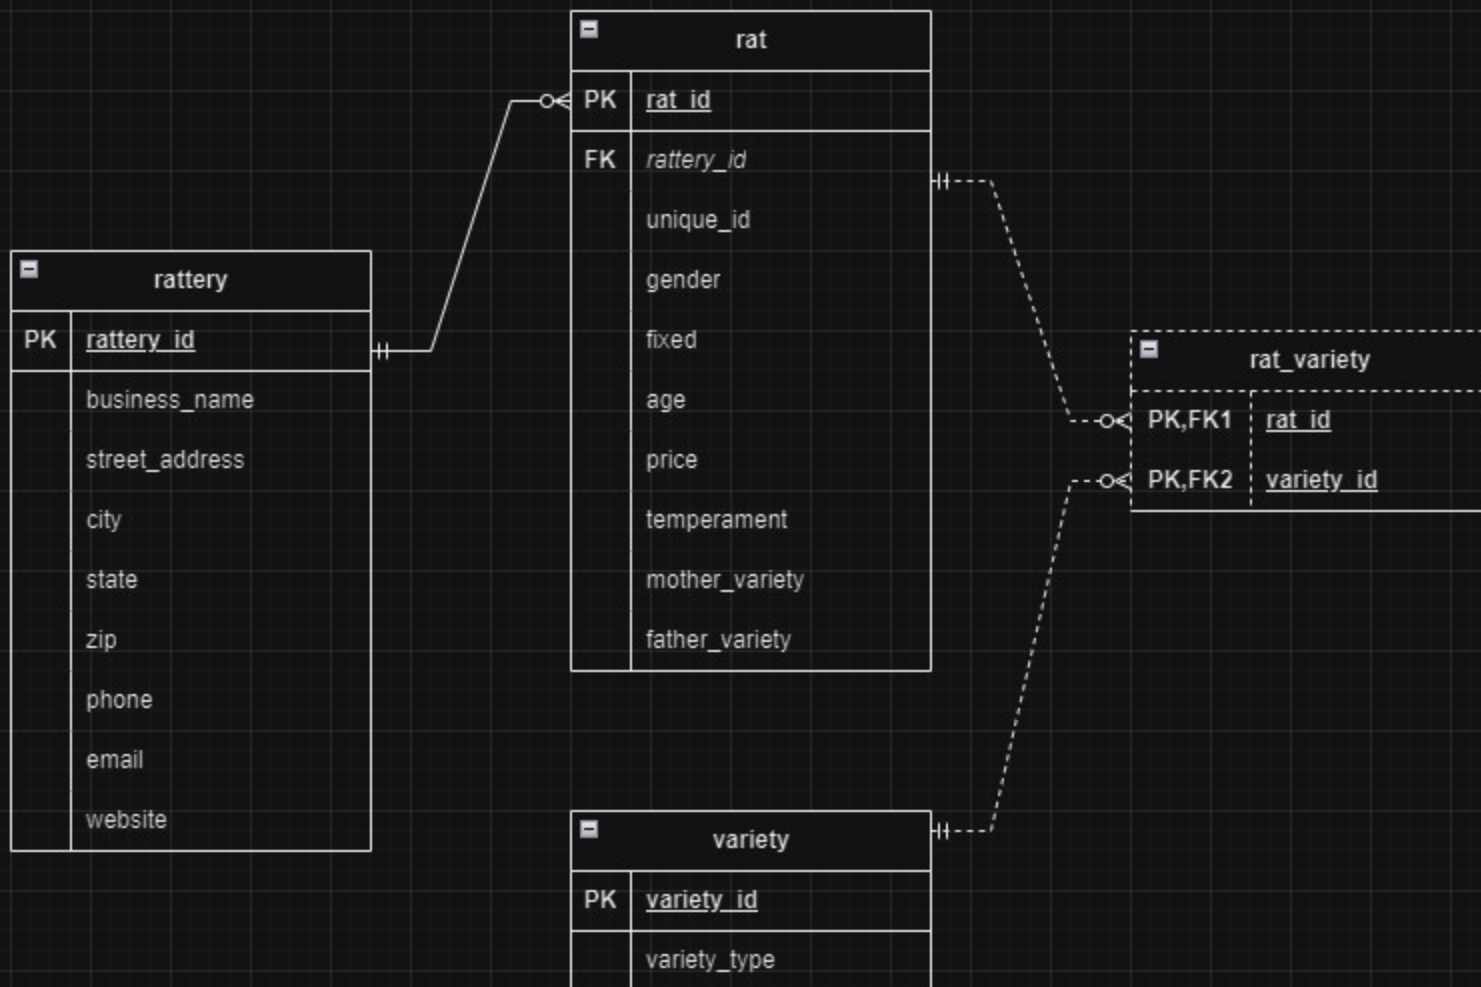 rat
PK rat_id
FK rattery_id
unique_id
gender
fixed
age
price
temperament
mother_variety
father_variety
rattery
PK rattery_id
business_name
street_address
city
state
zip
phone
email
website
rat_variety
PK,FK1 rat_id
PK,FK2 variety_id
variety
PK variety_id
variety_type